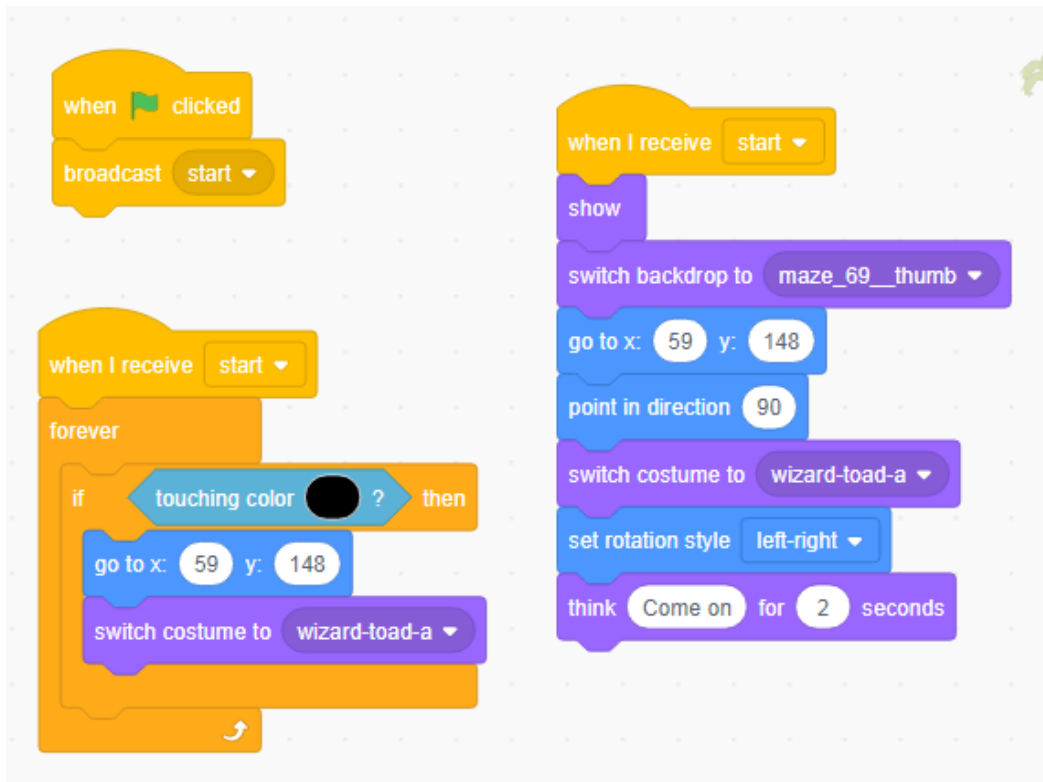 when clicked
broadcast start
when I receive start
forever
if touching color ? then
go to x: 59 y: 148
switch costume to wizard-toad-a
when I receive start
show
switch backdrop to maze_69__thumb
go to x: 59 y: 148
point in direction 90
switch costume to wizard-toad-a
set rotation style left-right
think Come on for 2 seconds